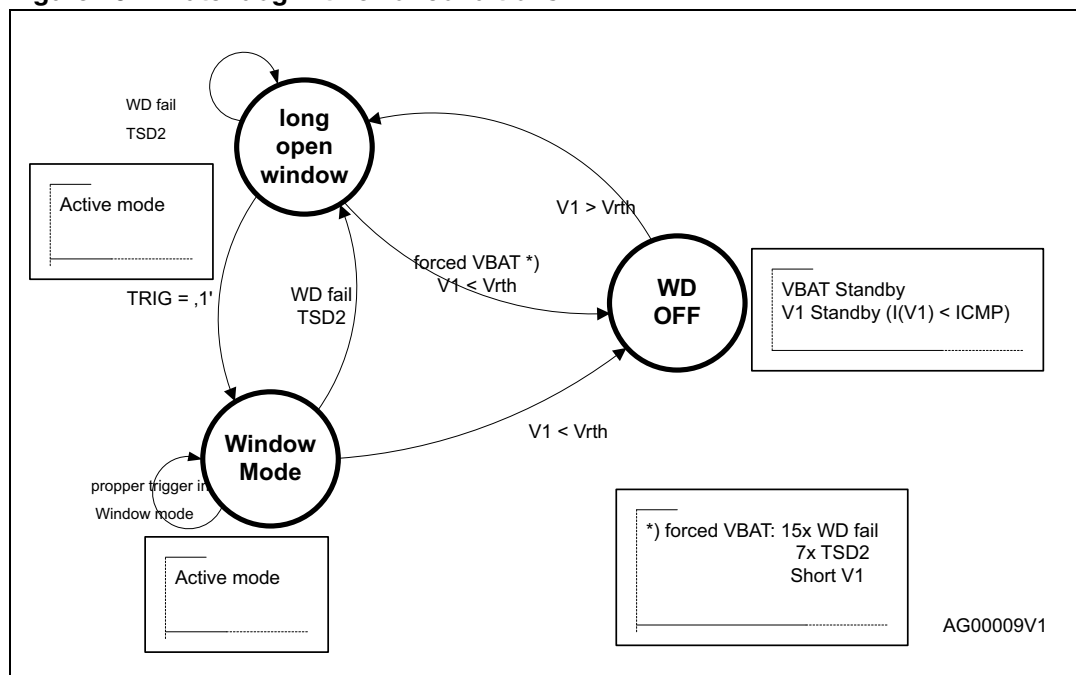 WD fail
TSD2
long
open
window
Active mode
V1 > Vrth
forced VBAT *)
V1 < Vrth
WD
OFF
VBAT Standby
V1 Standby (I(V1) < ICMP)
TRIG = ‚1'
WD fail
TSD2
Window
Mode
V1 < Vrth
propper trigger in
Window mode
Active mode
*) forced VBAT: 15x WD fail
7x TSD2
Short V1
AG00009V1